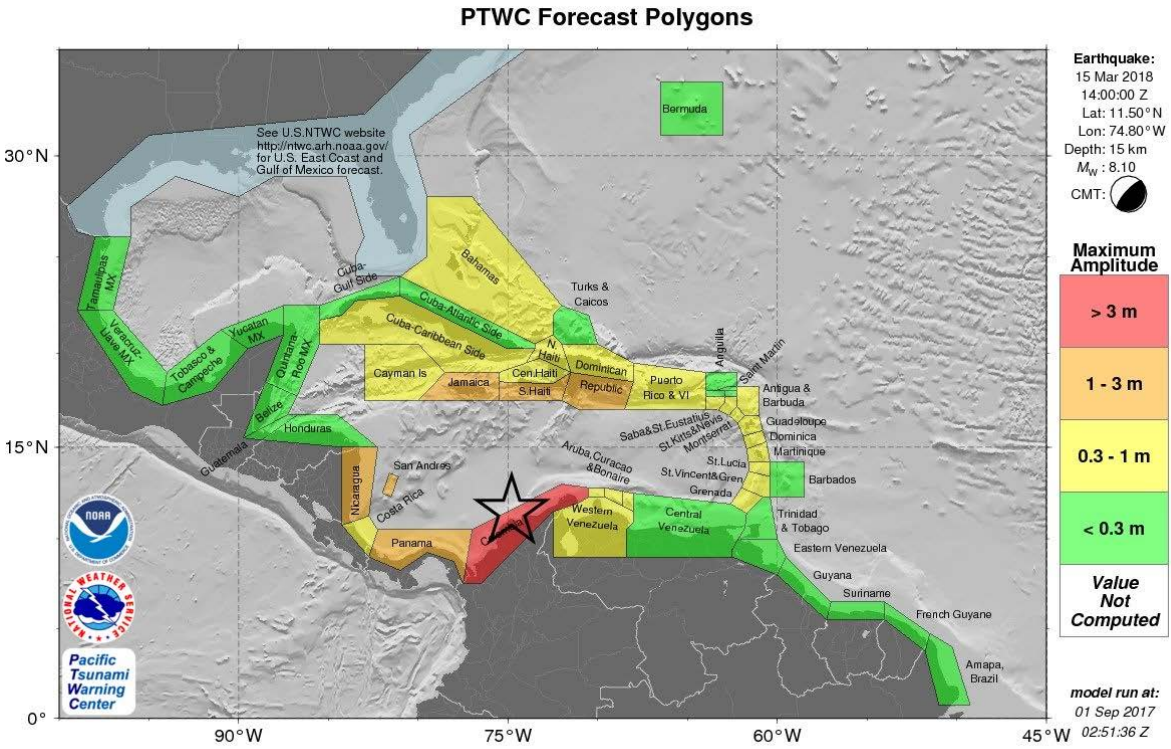 PTWC Forecast Polygons
Earthquake:
15 Mar 2018
14:00:00 Z
Lat: 11.50°N
Lon: 74.80°W
Depth: 15 km
Mw : 8.10
CMT:
Maximum
Amplitude
> 3 m
1 - 3 m
0.3 - 1 m
< 0.3 m
Value
Not
Computed
model run at:
01 Sep 2017
02:51:36 Z
See U.S.NTWC website
http://ntwc.arh.noaa.gov/
for U.S. East Coast and
Gulf of Mexico forecast.
Bermuda
30°N
15°N
0°
90°W
75°W
60°W
45°W
Tamaulipas
MX
Veracruz-
Llave MX
Tobasco &
Campeche
Yucatan
MX
Quintana
Roo MX
Belize
Honduras
Guatemala
Cuba-
Gulf Side
Cuba-Atlantic Side
Cuba-Caribbean Side
Bahamas
Turks &
Caicos
Cayman Is
Jamaica
N.
Haiti
Cen.Haiti
S.Haiti
Dominican
Republic
Puerto
Rico & VI
Anguilla
Saint Martin
Antigua &
Barbuda
Saba&St.Eustatius
St.Kitts&Nevis
Montserrat
Guadeloupe
Dominica
Martinique
St.Lucia
St.Vincent&Gren
Grenada
Barbados
Aruba,Curacao
&Bonaire
Western
Venezuela
Central
Venezuela
Trinidad
& Tobago
Eastern Venezuela
Guyana
Suriname
French Guyane
Amapa,
Brazil
San Andres
Nicaragua
Costa Rica
Panama
NOAA
NATIONAL WEATHER SERVICE
Pacific
Tsunami
Warning
Center